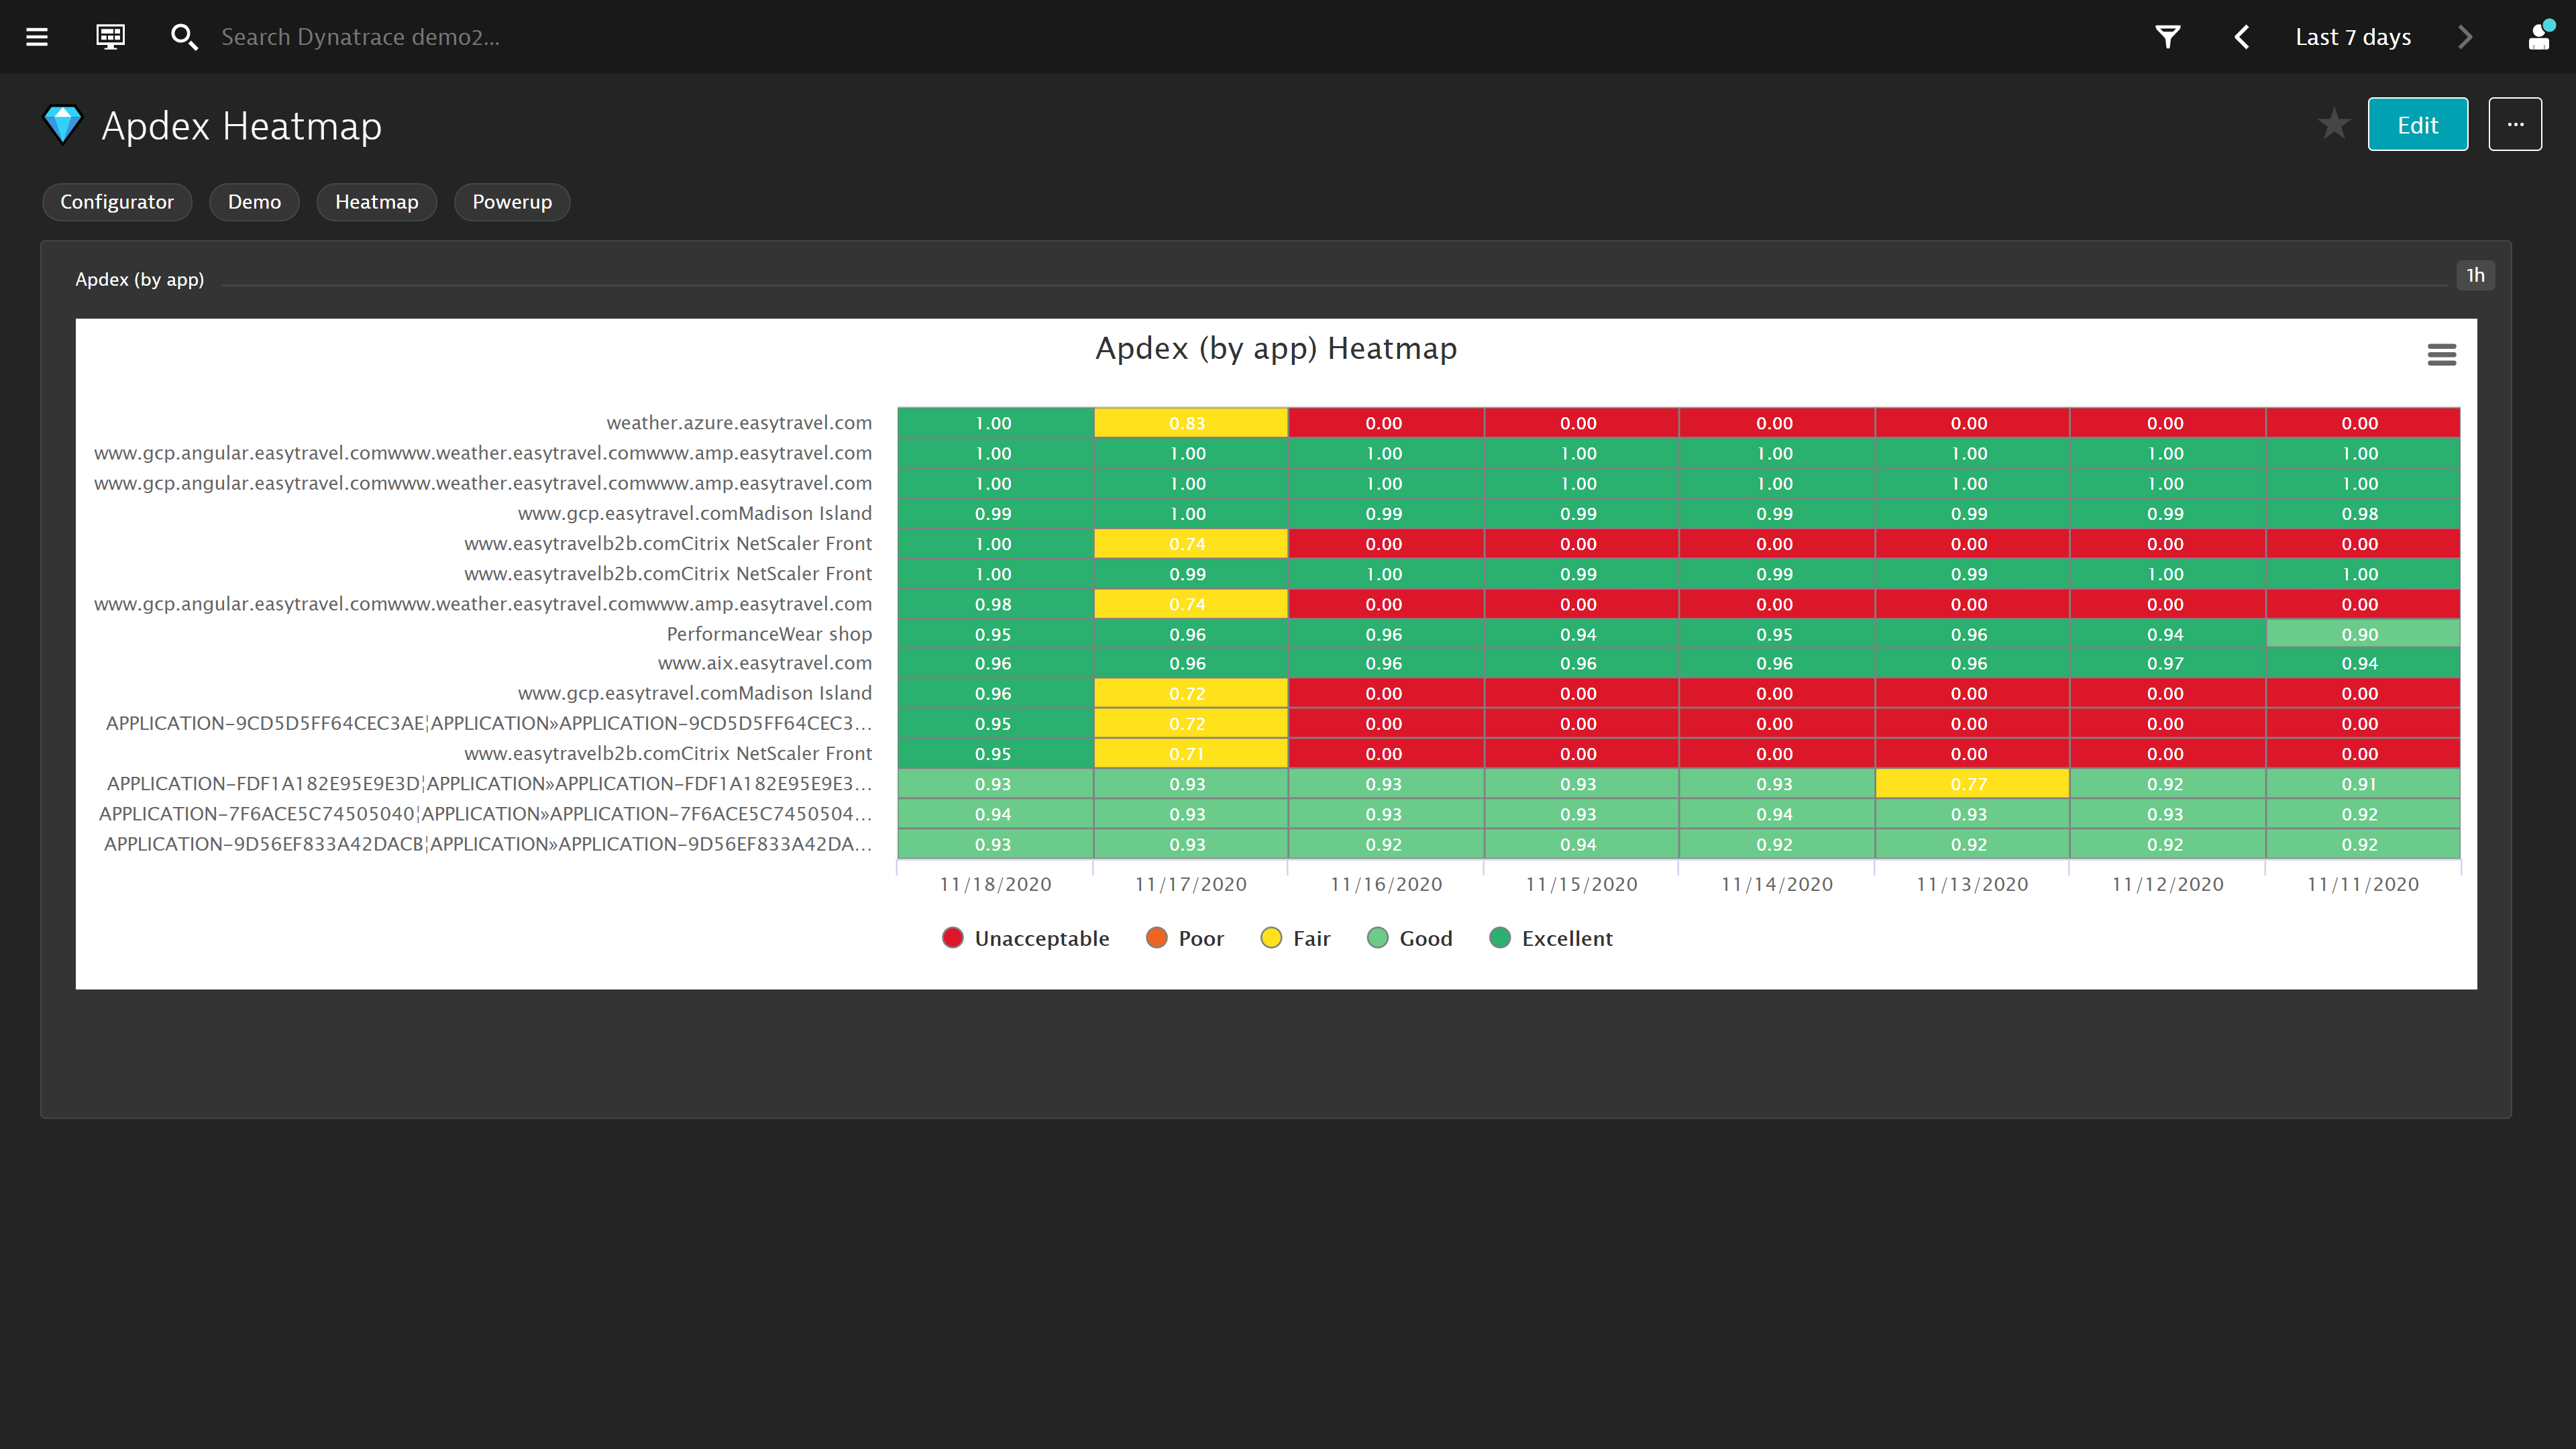 Search Dynatrace demo2...
Last 7 days
Apdex Heatmap
Edit
...
Configurator Demo Heatmap Powerup
Apdex (by app)
1h
Apdex (by app) Heatmap
weather.azure.easytravel.com 1.00 0.83 0.00 0.00 0.00 0.00 0.00 0.00
www.gcp.angular.easytravel.comwww.weather.easytravel.comwww.amp.easytravel.com 1.00 1.00 1.00 1.00 1.00 1.00 1.00 1.00
www.gcp.angular.easytravel.comwww.weather.easytravel.comwww.amp.easytravel.com 1.00 1.00 1.00 1.00 1.00 1.00 1.00 1.00
www.gcp.easytravel.comMadison Island 0.99 1.00 0.99 0.99 0.99 0.99 0.99 0.98
www.easytravelb2b.comCitrix NetScaler Front 1.00 0.74 0.00 0.00 0.00 0.00 0.00 0.00
www.easytravelb2b.comCitrix NetScaler Front 1.00 0.99 1.00 0.99 0.99 0.99 1.00 1.00
www.gcp.angular.easytravel.comwww.weather.easytravel.comwww.amp.easytravel.com 0.98 0.74 0.00 0.00 0.00 0.00 0.00 0.00
PerformanceWear shop 0.95 0.96 0.96 0.94 0.95 0.96 0.94 0.90
www.aix.easytravel.com 0.96 0.96 0.96 0.96 0.96 0.96 0.97 0.94
www.gcp.easytravel.comMadison Island 0.96 0.72 0.00 0.00 0.00 0.00 0.00 0.00
APPLICATION-9CD5D5FF64CEC3AE¦APPLICATION»APPLICATION-9CD5D5FF64CEC3... 0.95 0.72 0.00 0.00 0.00 0.00 0.00 0.00
www.easytravelb2b.comCitrix NetScaler Front 0.95 0.71 0.00 0.00 0.00 0.00 0.00 0.00
APPLICATION-FDF1A182E95E9E3D¦APPLICATION»APPLICATION-FDF1A182E95E9E3... 0.93 0.93 0.93 0.93 0.93 0.77 0.92 0.91
APPLICATION-7F6ACE5C74505040¦APPLICATION»APPLICATION-7F6ACE5C7450504... 0.94 0.93 0.93 0.93 0.94 0.93 0.93 0.92
APPLICATION-9D56EF833A42DACB¦APPLICATION»APPLICATION-9D56EF833A42DA... 0.93 0.93 0.92 0.94 0.92 0.92 0.92 0.92
11/18/2020 11/17/2020 11/16/2020 11/15/2020 11/14/2020 11/13/2020 11/12/2020 11/11/2020
Unacceptable Poor Fair Good Excellent